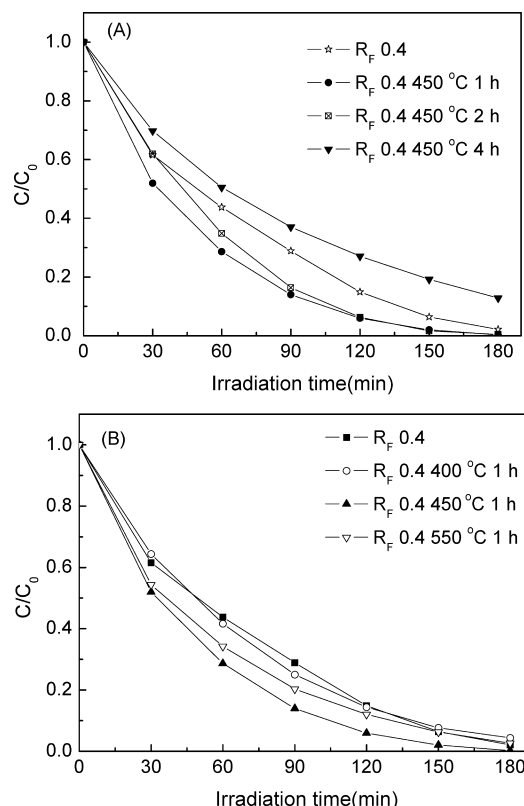 (A)
R_F 0.4
R_F 0.4 450 °C 1 h
R_F 0.4 450 °C 2 h
R_F 0.4 450 °C 4 h
C/C_0
1.0
0.8
0.6
0.4
0.2
0.0
0 30 60 90 120 150 180
Irradiation time(min)
(B)
R_F 0.4
R_F 0.4 400 °C 1 h
R_F 0.4 450 °C 1 h
R_F 0.4 550 °C 1 h
C/C_0
1.0
0.8
0.6
0.4
0.2
0.0
0 30 60 90 120 150 180
Irradiation time(min)